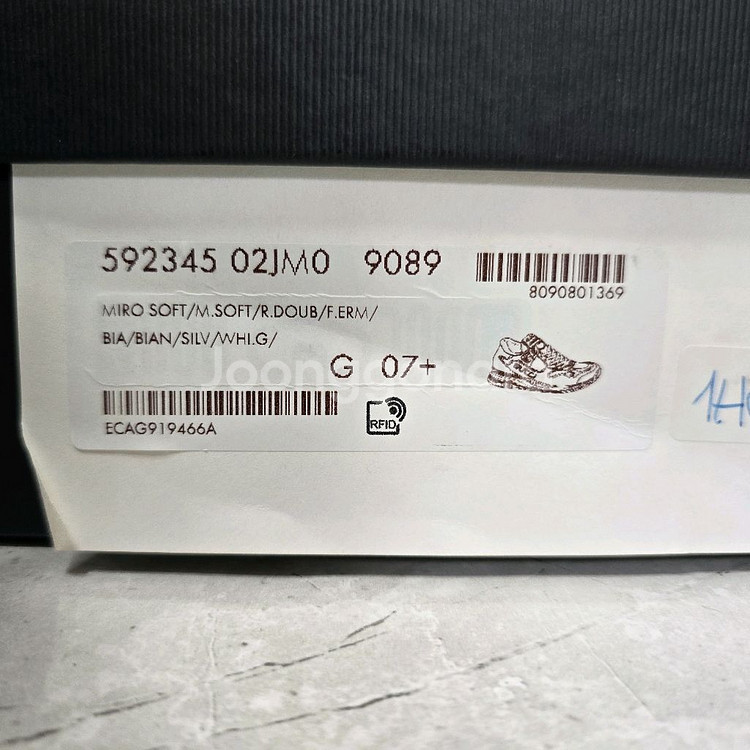 592345 02JM0 9089
8090801369
MIRO SOFT/M.SOFT/R.DOUB/F.ERM/
BIA/BIAN/SILV/WHI.G/
G 07+
ECAG919466A
RFID